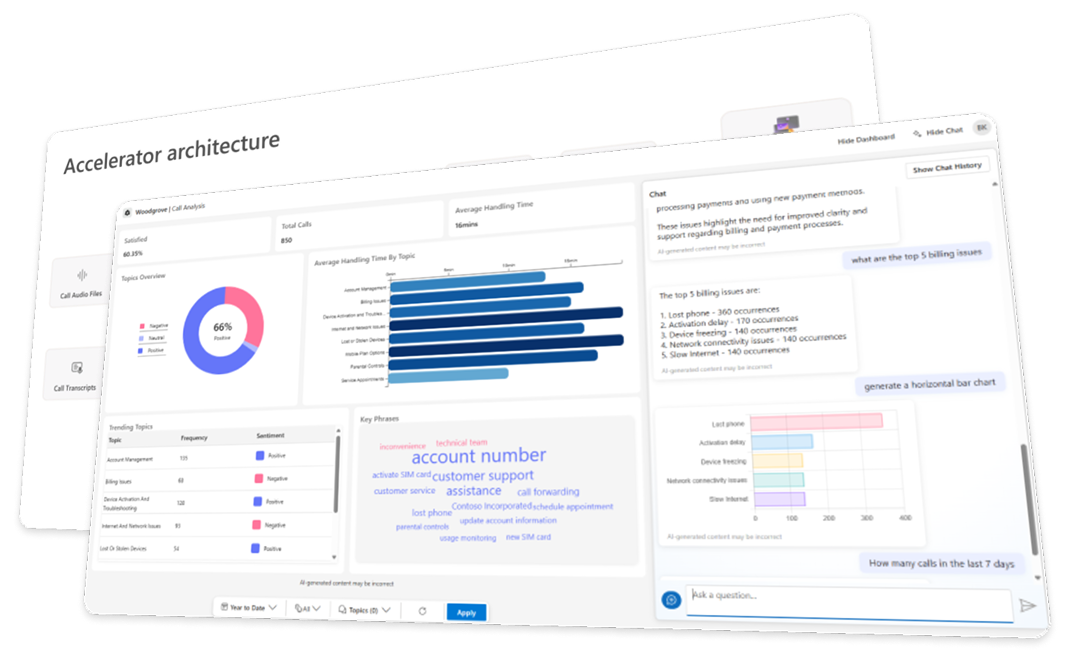 Accelerator architecture
Call Audio Files
Call Transcripts
Woodgrove | Call Analysis
Hide Dashboard
Hide Chat
BK
Satisfied
60.35%
Total Calls
850
Average Handling Time
16mins
Topics Overview
Negative
Neutral
Positive
66%
Positive
Average Handling Time By Topic
Account Management
Billing Issues
Device Activation and Troubles...
Internet and Network Issues
Lost or Stolen Devices
Mobile Plan Options
Parental Controls
Service Appointments
Trending Topics
Topic Frequency Sentiment
Account Management Positive
Billing Issues Negative
Device Activation And
Troubleshooting
Positive
Internet And Network Issues Negative
Lost Or Stolen Devices Positive
Key Phrases
inconvenience technical team
account number
activate SIM card customer support
customer service assistance call forwarding
Contoso Incorporated schedule appointment
lost phone
update account information
parental controls
usage monitoring new SIM card
AI-generated content may be incorrect
Year to Date All Topics (0) Apply
Chat
Show Chat History
processing payments and using new payment methods.
These issues highlight the need for improved clarity and
support regarding billing and payment processes.
AI-generated content may be incorrect
what are the top 5 billing issues
The top 5 billing issues are:
1. Lost phone - 360 occurrences
2. Activation delay - 170 occurrences
3. Device freezing - 140 occurrences
4. Network connectivity issues - 140 occurrences
5. Slow Internet - 140 occurrences
AI-generated content may be incorrect
generate a horizontal bar chart
Lost phone
Activation delay
Device freezing
Network connectivity issues
Slow Internet
0 100 200 300 400
AI-generated content may be incorrect
How many calls in the last 7 days
Ask a question...